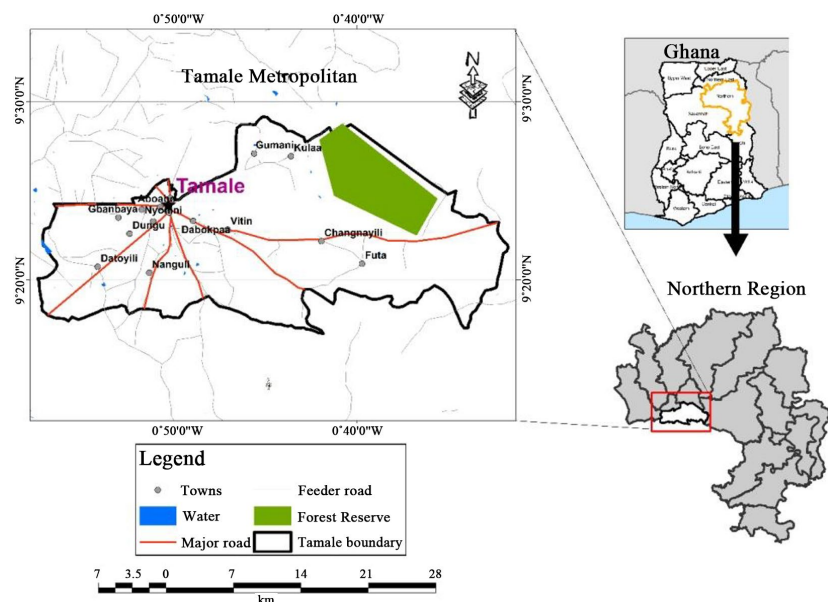 0°50'0"W 0°40'0"W
Tamale Metropolitan
N
9°30'0"N 9°30'0"N
Gumani
Kulaa
Tamale
Gbanbaya
Dungu
Dabokpaa
Vitin
Changnayili
Datoyili
Nanguli
Futa
9°20'0"N 9°20'0"N
0°50'0"W 0°40'0"W
Ghana
Upper West
Northern
Northern Region
Legend
Towns
Feeder road
Water
Forest Reserve
Major road
Tamale boundary
7 3.5 0 7 14 21 28
km